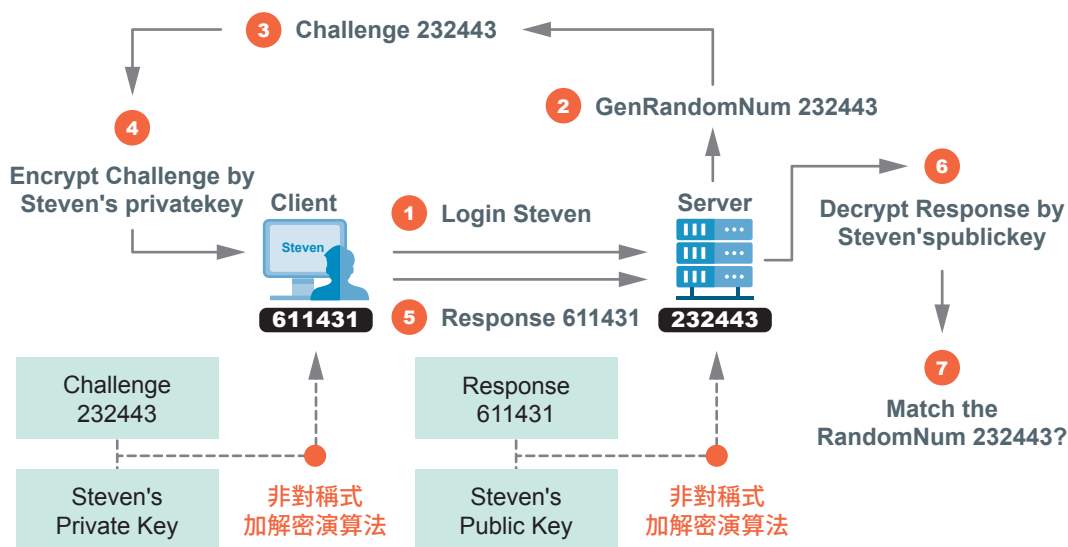 3 Challenge 232443
2 GenRandomNum 232443
4
Encrypt Challenge by
Steven's privatekey
Client
Steven
611431
1 Login Steven
5 Response 611431
Server
232443
6
Decrypt Response by
Steven'spublickey
7
Match the
RandomNum 232443?
Challenge
232443
Steven's
Private Key
非對稱式
加解密演算法
Response
611431
Steven's
Public Key
非對稱式
加解密演算法